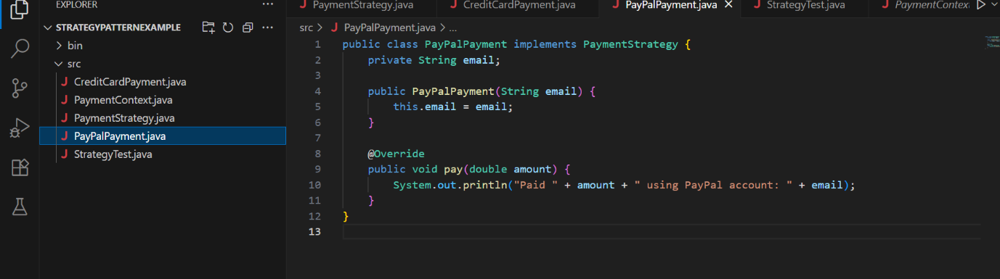 EXPLORER
STRATEGYPATTERNEXAMPLE
bin
src
CreditCardPayment.java
PaymentContext.java
PaymentStrategy.java
PayPalPayment.java
StrategyTest.java
PaymentStrategy.java CreditCardPayment.java PayPalPayment.java StrategyTest.java PaymentContext
src > PayPalPayment.java > ...
1 public class PayPalPayment implements PaymentStrategy {
2 private String email;
3
4 public PayPalPayment(String email) {
5 this.email = email;
6 }
7
8 @Override
9 public void pay(double amount) {
10 System.out.println("Paid " + amount + " using PayPal account: " + email);
11 }
12 }
13